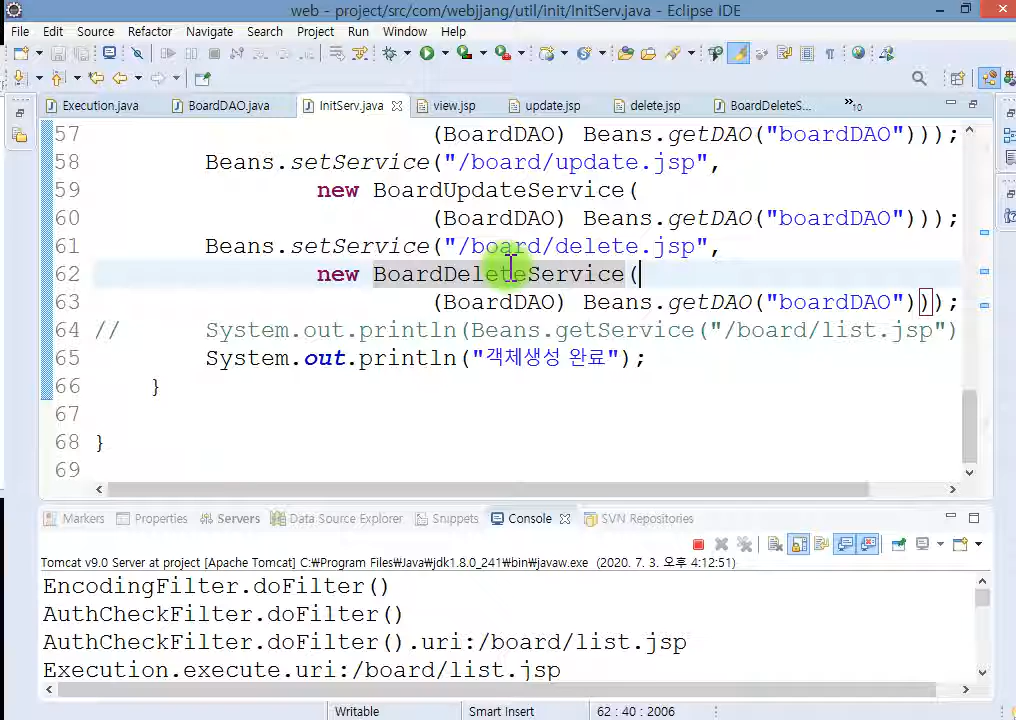 web - project/src/com/webjjang/util/init/InitServ.java - Eclipse IDE
File Edit Source Refactor Navigate Search Project Run Window Help
Execution.java BoardDAO.java InitServ.java view.jsp update.jsp delete.jsp BoardDeleteS... »10
57 (BoardDAO) Beans.getDAO("boardDAO")));
58 Beans.setService("/board/update.jsp",
59 new BoardUpdateService(
60 (BoardDAO) Beans.getDAO("boardDAO")));
61 Beans.setService("/board/delete.jsp",
62 new BoardDeleteService(
63 (BoardDAO) Beans.getDAO("boardDAO")));
64 // System.out.println(Beans.getService("/board/list.jsp")
65 System.out.println("객체생성 완료");
66 }
67
68 }
69
Markers Properties Servers Data Source Explorer Snippets Console SVN Repositories
Tomcat v9.0 Server at project [Apache Tomcat] C:₩Program Files₩Java₩jdk1.8.0_241₩bin₩javaw.exe (2020. 7. 3. 오후 4:12:51)
EncodingFilter.doFilter()
AuthCheckFilter.doFilter()
AuthCheckFilter.doFilter().uri:/board/list.jsp
Execution.execute.uri:/board/list.jsp
Writable Smart Insert 62 : 40 : 2006